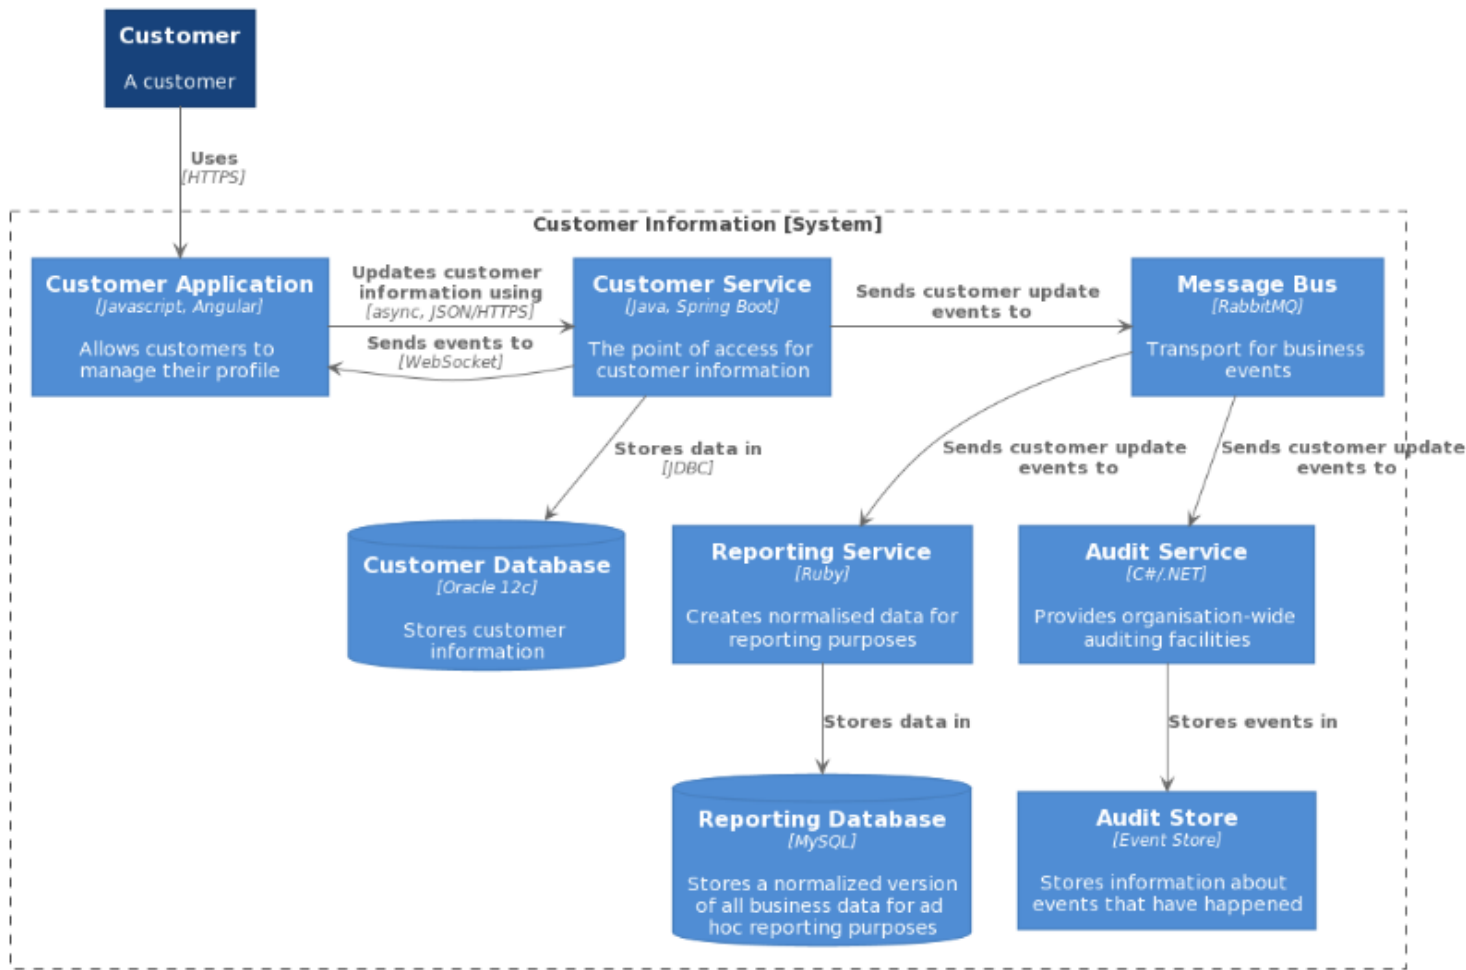 Customer
A customer
Uses
[HTTPS]
Customer Information [System]
Customer Application
[Javascript, Angular]
Allows customers to
manage their profile
Updates customer
information using
[async, JSON/HTTPS]
Sends events to
[WebSocket]
Customer Service
[Java, Spring Boot]
The point of access for
customer information
Sends customer update
events to
Message Bus
[RabbitMQ]
Transport for business
events
Stores data in
[JDBC]
Sends customer update
events to
Sends customer update
events to
Customer Database
[Oracle 12c]
Stores customer
information
Reporting Service
[Ruby]
Creates normalised data for
reporting purposes
Audit Service
[C#/.NET]
Provides organisation-wide
auditing facilities
Stores data in
Stores events in
Reporting Database
[MySQL]
Stores a normalized version
of all business data for ad
hoc reporting purposes
Audit Store
[Event Store]
Stores information about
events that have happened